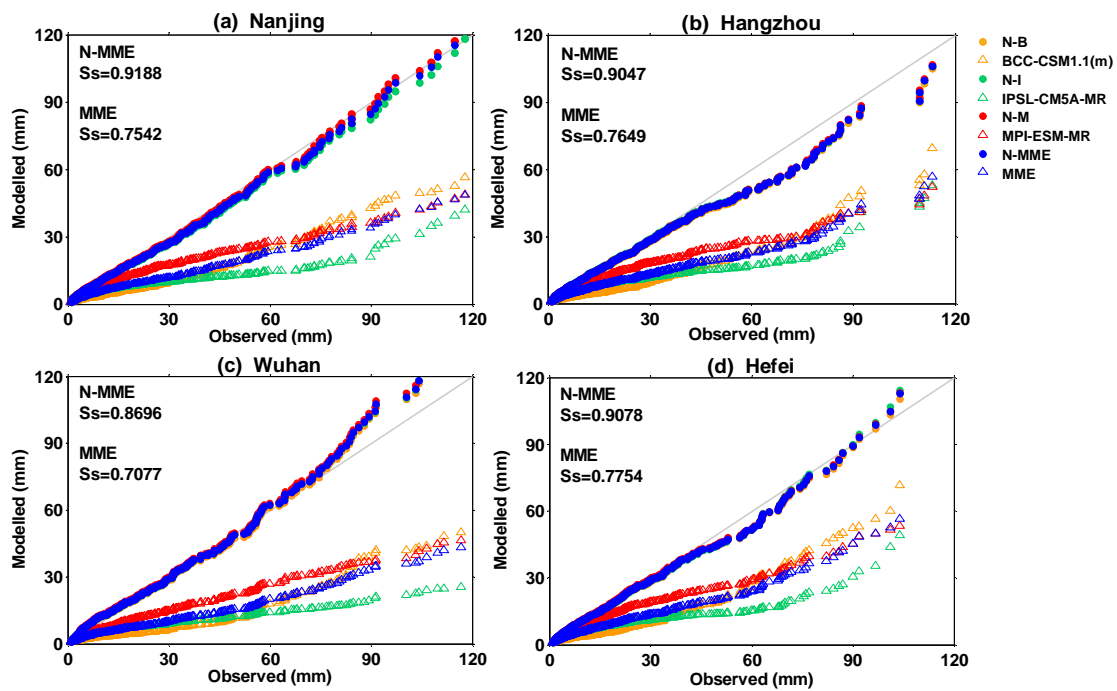 (a) Nanjing
N-MME
Ss=0.9188
MME
Ss=0.7542
Modelled (mm)
120
90
60
30
0
0 30 60 90 120
Observed (mm)
(b) Hangzhou
N-MME
Ss=0.9047
MME
Ss=0.7649
Modelled (mm)
120
90
60
30
0
0 30 60 90 120
Observed (mm)
N-B
BCC-CSM1.1(m)
N-I
IPSL-CM5A-MR
N-M
MPI-ESM-MR
N-MME
MME
(c) Wuhan
N-MME
Ss=0.8696
MME
Ss=0.7077
Modelled (mm)
120
90
60
30
0
0 30 60 90 120
Observed (mm)
(d) Hefei
N-MME
Ss=0.9078
MME
Ss=0.7754
Modelled (mm)
120
90
60
30
0
0 30 60 90 120
Observed (mm)